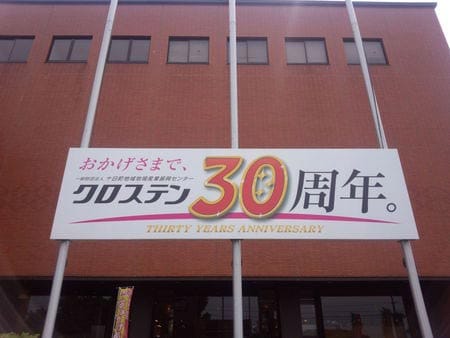 おかげさまで、
一般財団法人 十日町地域地場産業振興センター
クロステン30周年。
THIRTY YEARS ANNIVERSARY